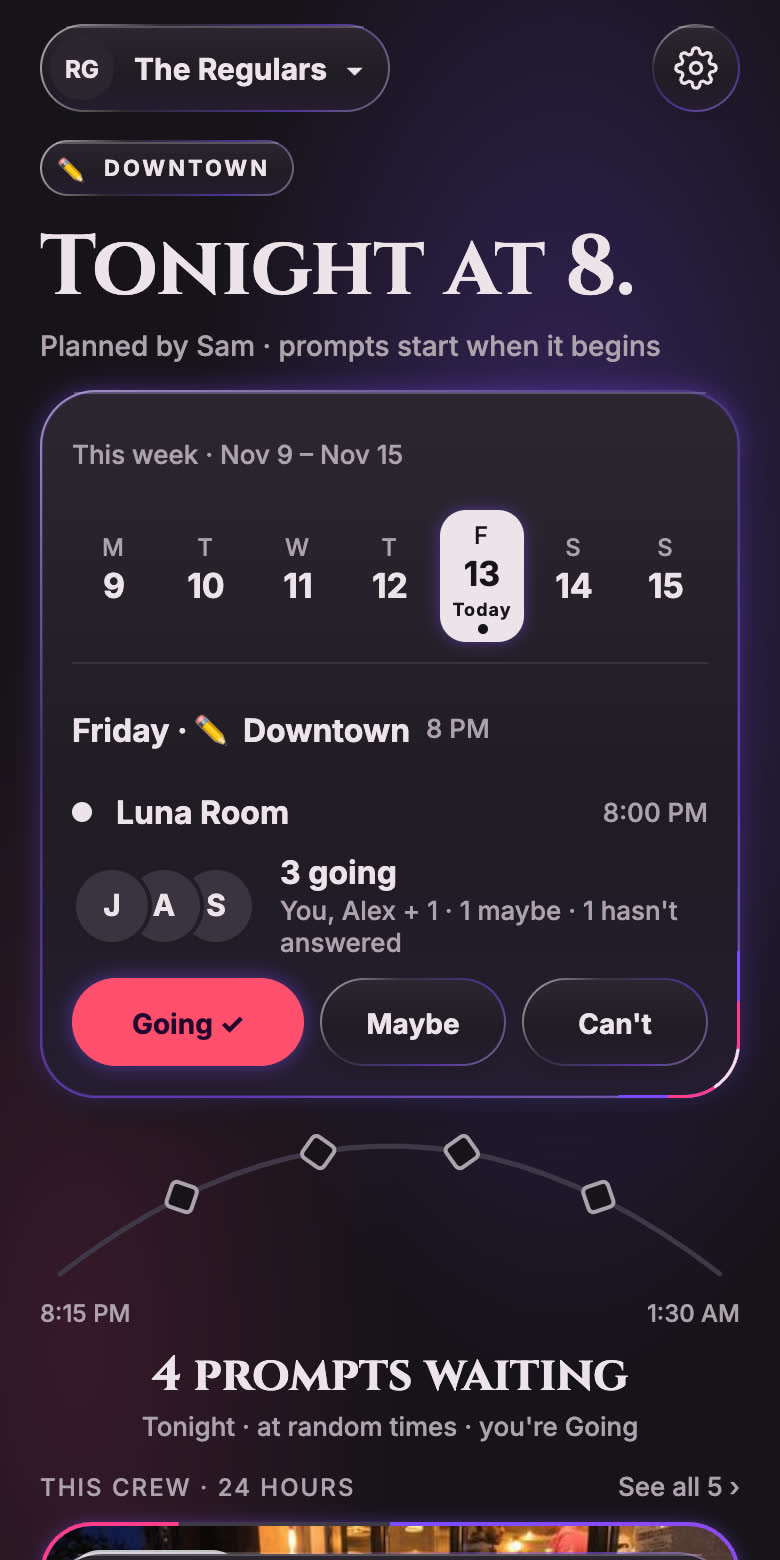 RG The Regulars
DOWNTOWN
TONIGHT AT 8.
Planned by Sam · prompts start when it begins
This week · Nov 9 – Nov 15
M T W T F S S
9 10 11 12 13 14 15
Today
Friday · ✏️ Downtown 8 PM
Luna Room 8:00 PM
J A S
3 going
You, Alex + 1 · 1 maybe · 1 hasn't
answered
Going ✓ Maybe Can't
8:15 PM 1:30 AM
4 PROMPTS WAITING
Tonight · at random times · you're Going
THIS CREW · 24 HOURS See all 5 ›